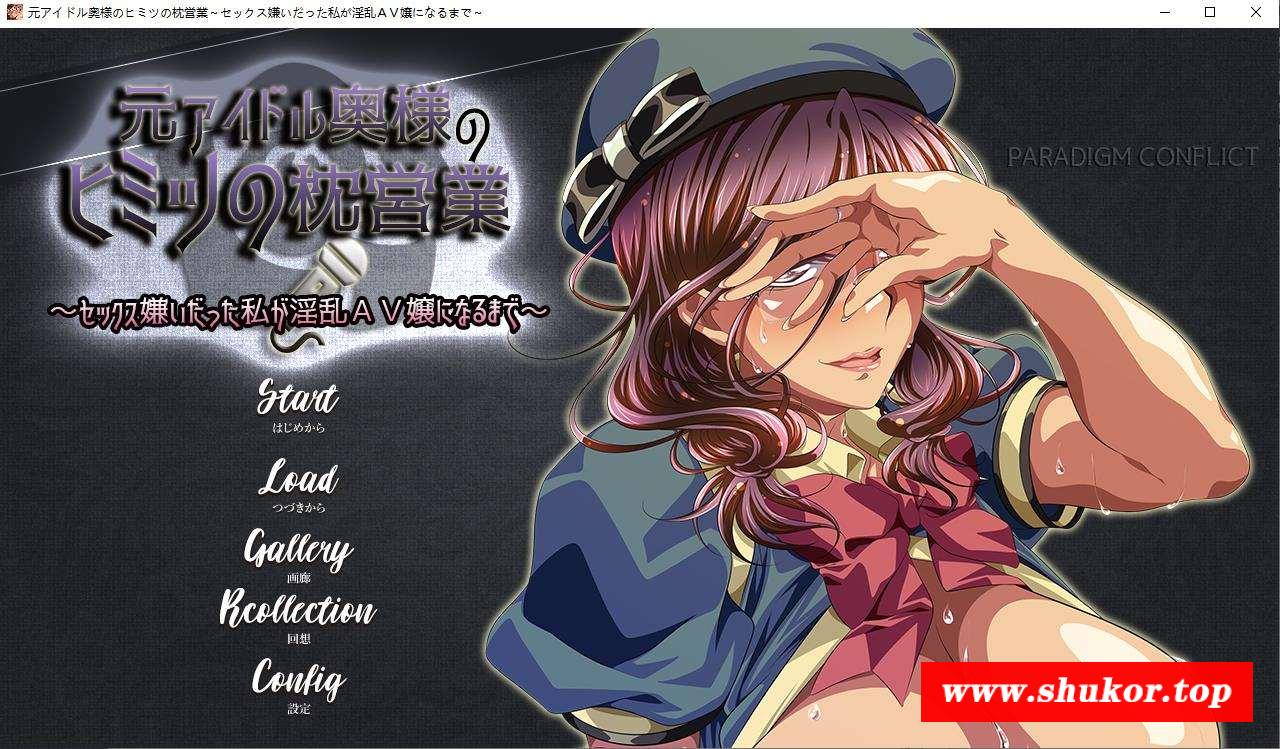 元アイドル奥様のヒミツの枕営業～セックス嫌いだった私が淫乱ＡＶ嬢になるまで～
元アイドル奥様の
ヒミツの枕営業
～セックス嫌いだった私が淫乱ＡＶ嬢になるまで～
PARADIGM CONFLICT
Start
はじめから
Load
つづきから
Gallery
画廊
Rcollection
回想
Config
設定
www.shukor.top